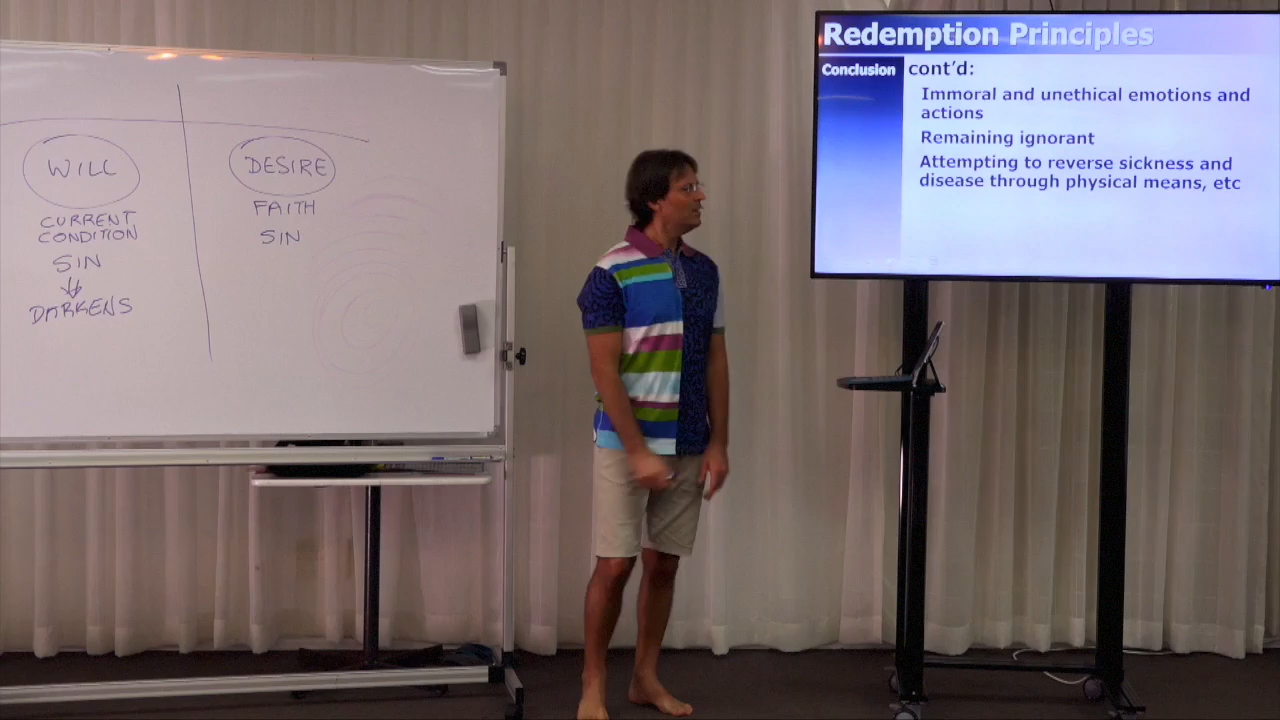 WILL
CURRENT
CONDITION
SIN
DARKENS
DESIRE
FAITH
SIN
Redemption Principles
Conclusion
cont'd:
Immoral and unethical emotions and
actions
Remaining ignorant
Attempting to reverse sickness and
disease through physical means, etc